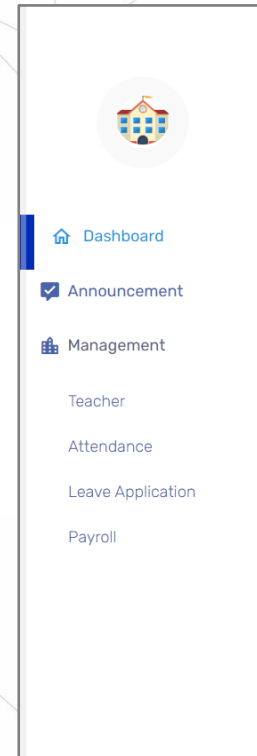 Dashboard
Announcement
Management
Teacher
Attendance
Leave Application
Payroll